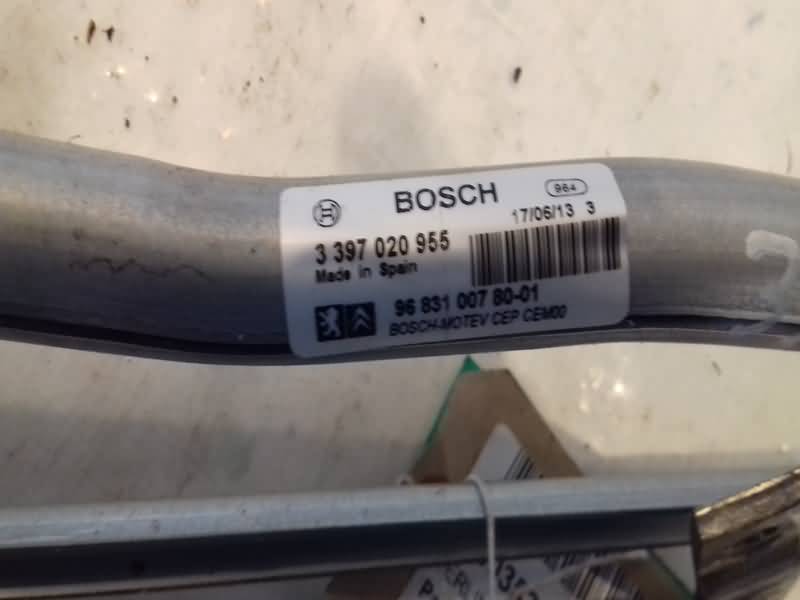 BOSCH 964
17/06/13 3
3 397 020 955
Made in Spain
96 831 007 80-01
BOSCH-MOTEV CEP CEM00